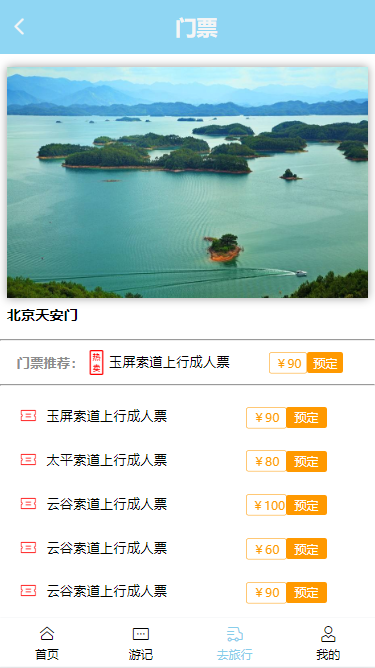 门票
北京天安门
门票推荐： 热卖 玉屏索道上行成人票 ￥90 预定
玉屏索道上行成人票 ￥90 预定
太平索道上行成人票 ￥80 预定
云谷索道上行成人票 ￥100 预定
云谷索道上行成人票 ￥60 预定
云谷索道上行成人票 ￥90 预定
首页 游记 去旅行 我的